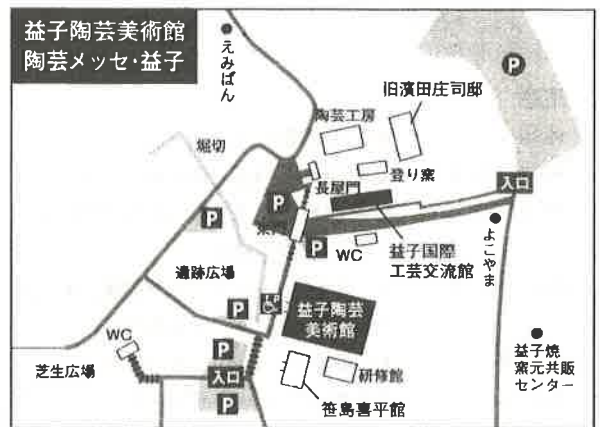 益子陶芸美術館
陶芸メッセ・益子
えみぱん
P
旧濱田庄司邸
陶芸工房
堀切
登り窯
長屋門
入口
P
P
P
WC
益子国際
工芸交流館
よこやま
遺跡広場
P
益子陶芸
美術館
WC
P
益子焼
窯元共販
センター
芝生広場
入口
研修館
P
笹島喜平館